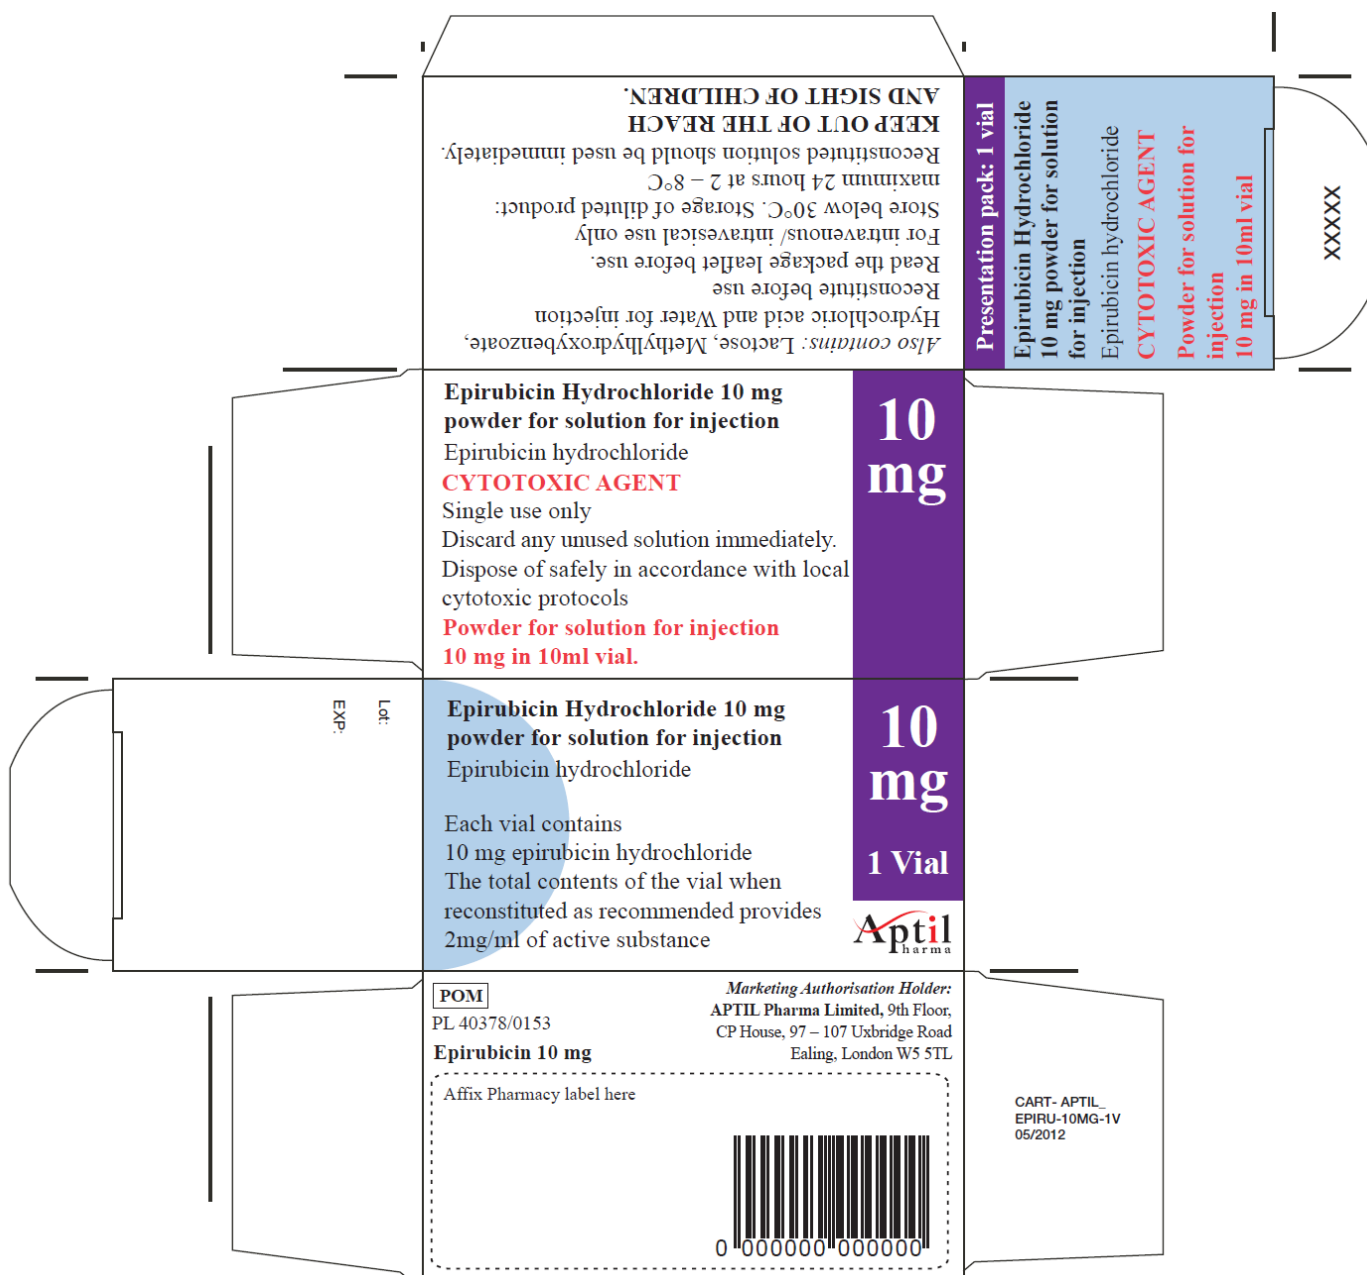 KEEP OUT OF THE REACH
AND SIGHT OF CHILDREN.
Also contains: Lactose, Methylhydroxybenzoate,
Hydrochloric acid and Water for injection
Reconstitute before use
Read the package leaflet before use.
For intravenous/ intravesical use only
Store below 30°C. Storage of diluted product:
maximum 24 hours at 2 – 8°C
Reconstituted solution should be used immediately.
Presentation pack: 1 vial
Epirubicin Hydrochloride
10 mg powder for solution
for injection
Epirubicin hydrochloride
CYTOTOXIC AGENT
Powder for solution for
injection
10 mg in 10ml vial
XXXXX
Epirubicin Hydrochloride 10 mg
powder for solution for injection
Epirubicin hydrochloride
CYTOTOXIC AGENT
Single use only
Discard any unused solution immediately.
Dispose of safely in accordance with local
cytotoxic protocols
Powder for solution for injection
10 mg in 10ml vial.
10
mg
Lot:
EXP:
Epirubicin Hydrochloride 10 mg
powder for solution for injection
Epirubicin hydrochloride
Each vial contains
10 mg epirubicin hydrochloride
The total contents of the vial when
reconstituted as recommended provides
2mg/ml of active substance
10
mg
1 Vial
Aptil
Pharma
POM
PL 40378/0153
Epirubicin 10 mg
Marketing Authorisation Holder:
APTIL Pharma Limited, 9th Floor,
CP House, 97 – 107 Uxbridge Road
Ealing, London W5 5TL
Affix Pharmacy label here
0 000000 000000
CART- APTIL_
EPIRU-10MG-1V
05/2012